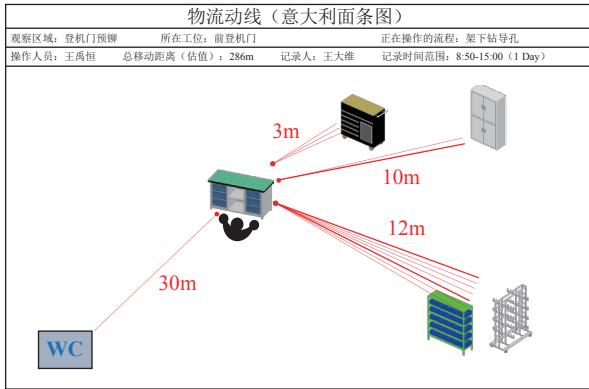 物流动线（意大利面条图）
观察区域：登机门预铆 所在工位：前登机门 正在操作的流程：架下钻导孔
操作人员：王禹恒 总移动距离（估值）：286m 记录人：王大维 记录时间范围：8:50-15:00（1 Day）
3m
10m
12m
30m
WC